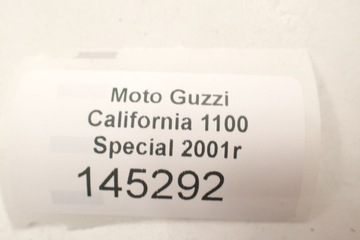 Moto Guzzi
California 1100
Special 2001r
145292